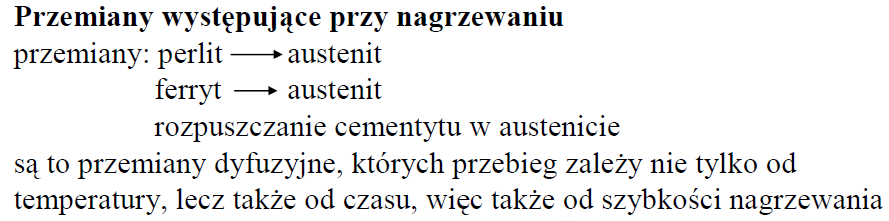 Przemiany występujące przy nagrzewaniu
przemiany: perlit ⟶ austenit
ferryt ⟶ austenit
rozpuszczanie cementytu w austenicie
są to przemiany dyfuzyjne, których przebieg zależy nie tylko od
temperatury, lecz także od czasu, więc także od szybkości nagrzewania